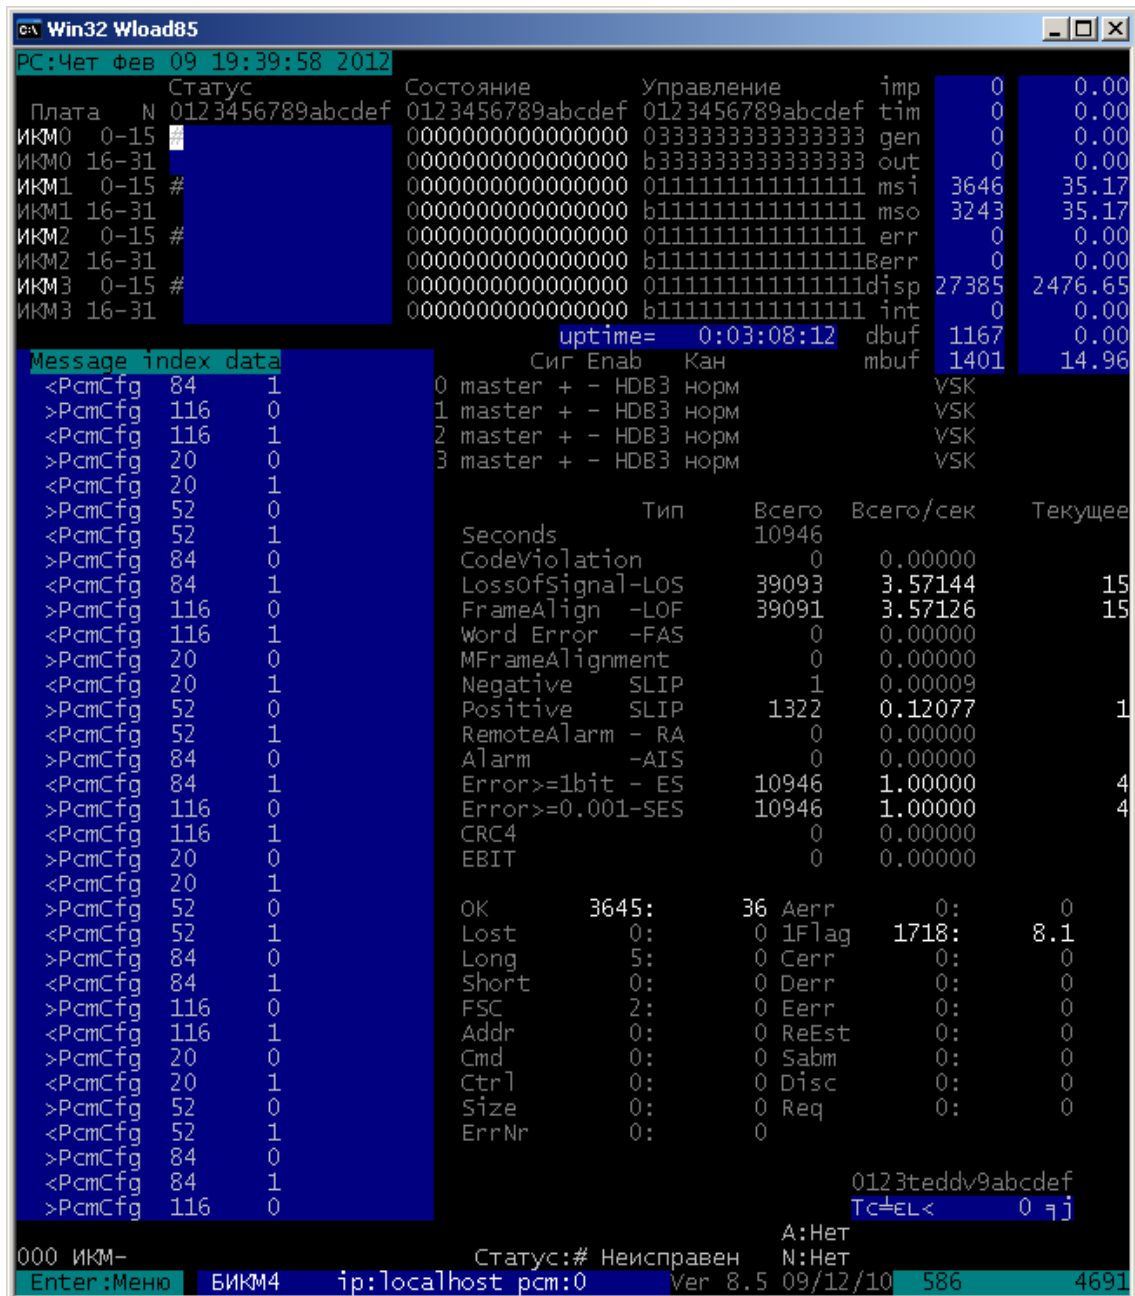 Win32 Wload85
PC:Чет Фев 09 19:39:58 2012
Статус Состояние Управление imp 0 0.00
Плата N 0123456789abcdef 0123456789abcdef 0123456789abcdef tim 0 0.00
ИКМ0 0-15 # 0000000000000000 0333333333333333 gen 0 0.00
ИКМ0 16-31 0000000000000000 b333333333333333 out 0 0.00
ИКМ1 0-15 # 0000000000000000 0111111111111111 msi 3646 35.17
ИКМ1 16-31 0000000000000000 b111111111111111 mso 3243 35.17
ИКМ2 0-15 # 0000000000000000 0111111111111111 err 0 0.00
ИКМ2 16-31 0000000000000000 b111111111111111Berr 0 0.00
ИКМ3 0-15 # 0000000000000000 0111111111111111disp 27385 2476.65
ИКМ3 16-31 0000000000000000 b111111111111111 int 0 0.00
uptime= 0:03:08:12 dbuf 1167 0.00
Message index data Сиг Enab Кан mbuf 1401 14.96
<PcmCfg 84 1 0 master + - HDB3 норм VSK
>PcmCfg 116 0 1 master + - HDB3 норм VSK
<PcmCfg 116 1 2 master + - HDB3 норм VSK
>PcmCfg 20 0 3 master + - HDB3 норм VSK
<PcmCfg 20 1
>PcmCfg 52 0 Тип Всего Всего/сек Текущее
<PcmCfg 52 1 Seconds 10946
>PcmCfg 84 0 CodeViolation 0 0.00000
<PcmCfg 84 1 LossOfSignal-LOS 39093 3.57144 15
>PcmCfg 116 0 FrameAlign -LOF 39091 3.57126 15
<PcmCfg 116 1 Word Error -FAS 0 0.00000
>PcmCfg 20 0 MFrameAlignment 0 0.00000
<PcmCfg 20 1 Negative SLIP 1 0.00009
>PcmCfg 52 0 Positive SLIP 1322 0.12077 1
<PcmCfg 52 1 RemoteAlarm - RA 0 0.00000
>PcmCfg 84 0 Alarm -AIS 0 0.00000
<PcmCfg 84 1 Error>=1bit - ES 10946 1.00000 4
>PcmCfg 116 0 Error>=0.001-SES 10946 1.00000 4
<PcmCfg 116 1 CRC4 0 0.00000
>PcmCfg 20 0 EBIT 0 0.00000
<PcmCfg 20 1
>PcmCfg 52 0 OK 3645: 36 Aerr 0: 0
<PcmCfg 52 1 Lost 0: 0 1Flag 1718: 8.1
>PcmCfg 84 0 Long 5: 0 Cerr 0: 0
<PcmCfg 84 1 Short 0: 0 Derr 0: 0
>PcmCfg 116 0 FSC 2: 0 Eerr 0: 0
<PcmCfg 116 1 Addr 0: 0 ReEst 0: 0
>PcmCfg 20 0 Cmd 0: 0 Sabm 0: 0
<PcmCfg 20 1 Ctrl 0: 0 Disc 0: 0
>PcmCfg 52 0 Size 0: 0 Req 0: 0
<PcmCfg 52 1 ErrNr 0: 0
>PcmCfg 84 0
<PcmCfg 84 1 0123teddv9abcdef
>PcmCfg 116 0 Tc╧EL< 0 ╕j
А:Нет
000 ИКМ- Статус:# Неисправен N:Нет
Enter:Меню БИКМ4 ip:localhost pcm:0 Ver 8.5 09/12/10 586 4691